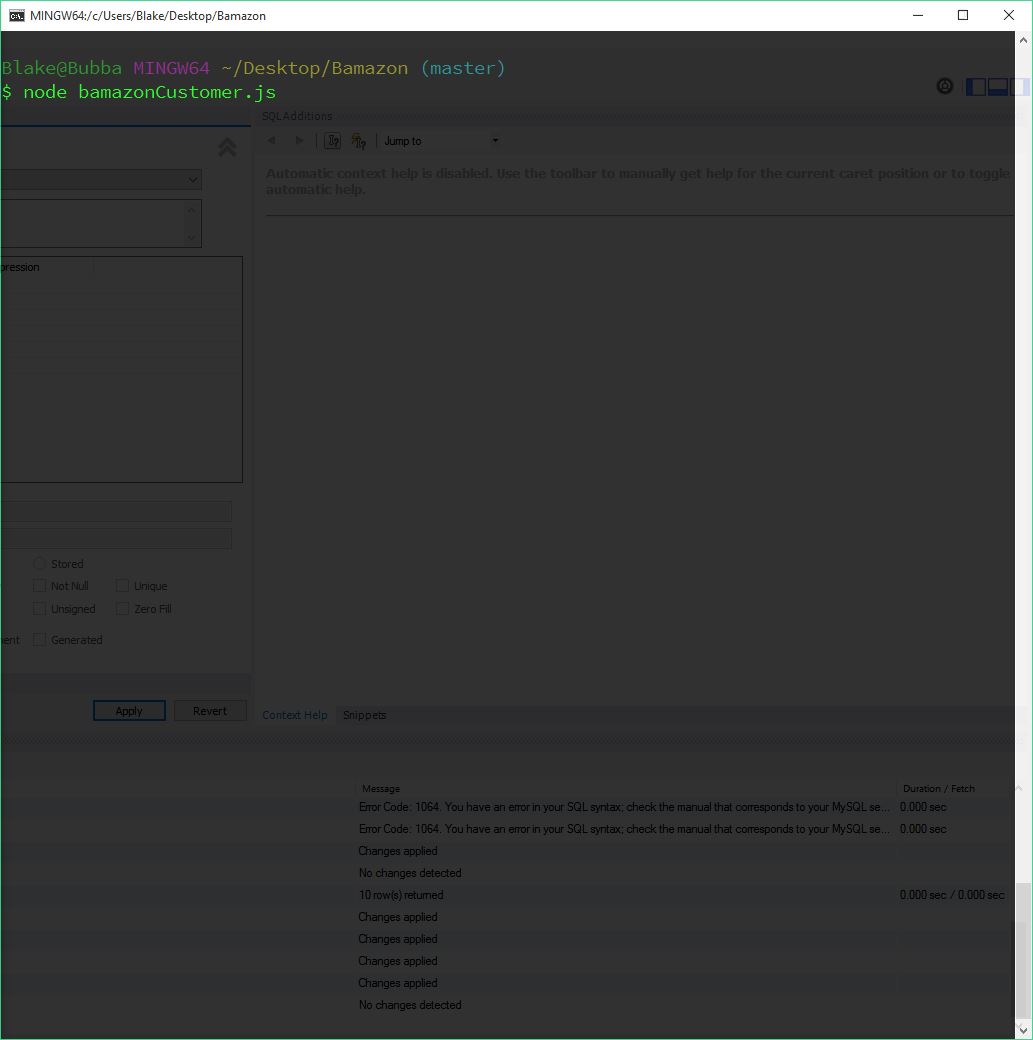 MINGW64:/c/Users/Blake/Desktop/Bamazon
Blake@Bubba MINGW64 ~/Desktop/Bamazon (master)
$ node bamazonCustomer.js
SQLAdditions
Jump to
Automatic context help is disabled. Use the toolbar to manually get help for the current caret position or to toggle
automatic help.
pression
Stored
Not Null Unique
Unsigned Zero Fill
ent Generated
Apply Revert
Context Help Snippets
Message Duration / Fetch
Error Code: 1064. You have an error in your SQL syntax; check the manual that corresponds to your MySQL se... 0.000 sec
Error Code: 1064. You have an error in your SQL syntax; check the manual that corresponds to your MySQL se... 0.000 sec
Changes applied
No changes detected
10 row(s) returned 0.000 sec / 0.000 sec
Changes applied
Changes applied
Changes applied
Changes applied
No changes detected